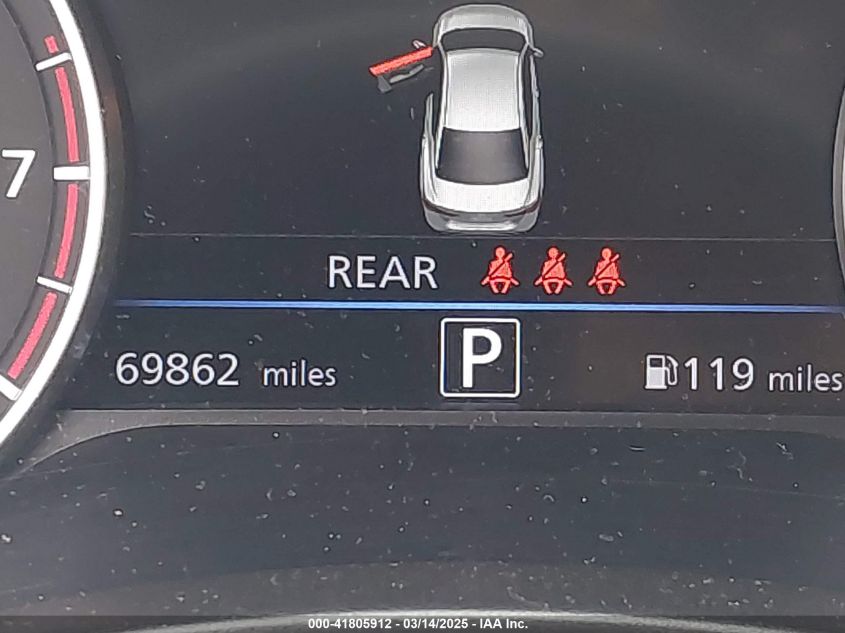 7
REAR
P
69862 miles
119 miles
000-41805912 - 03/14/2025 - IAA Inc.